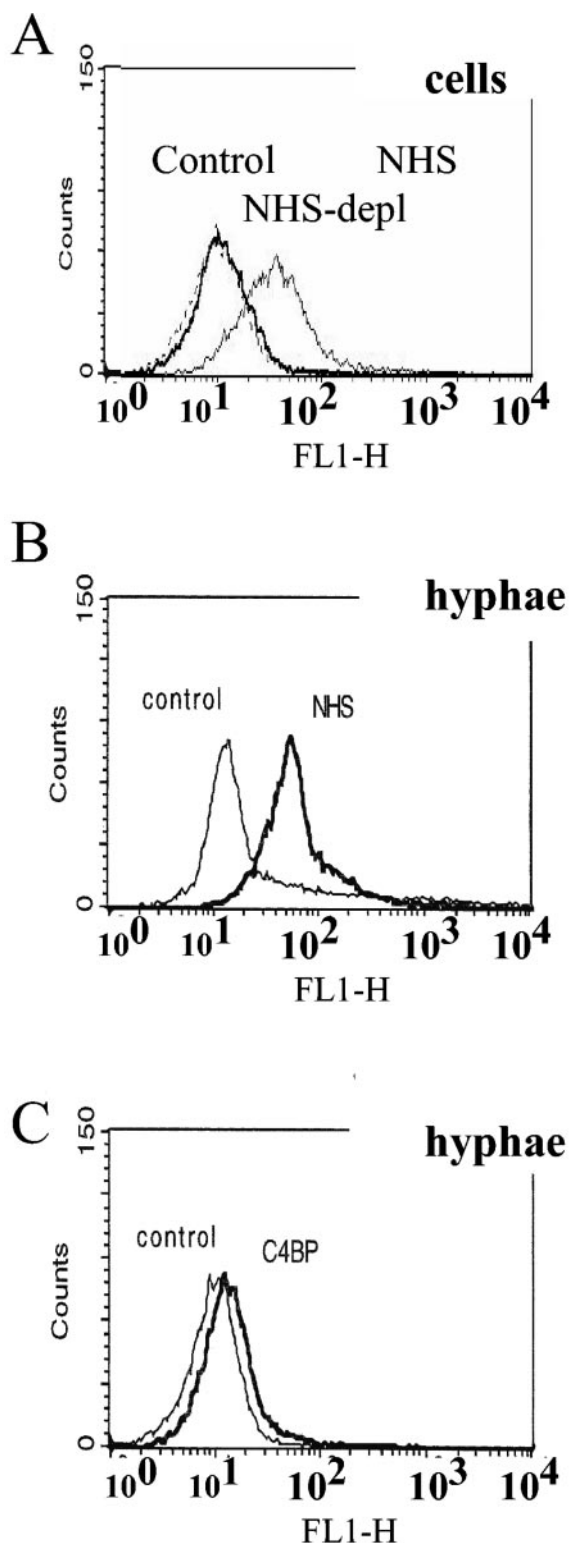 A
cells
150
Control NHS
NHS-depl
Counts
0
10^0 10^1 10^2 10^3 10^4
FL1-H
B
hyphae
150
control NHS
Counts
0
10^0 10^1 10^2 10^3 10^4
FL1-H
C
hyphae
150
control C4BP
Counts
0
10^0 10^1 10^2 10^3 10^4
FL1-H